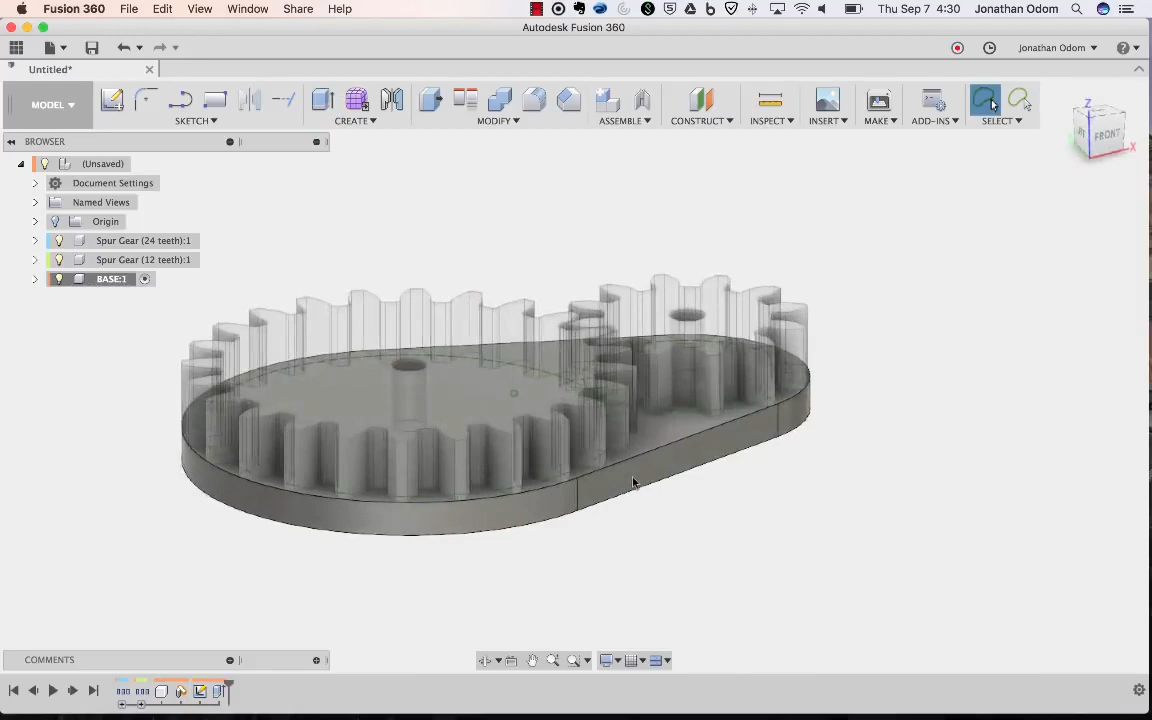 Fusion 360 File Edit View Window Share Help Thu Sep 7 4:30 Jonathan Odom
Autodesk Fusion 360
Jonathan Odom
Untitled*
MODEL
SKETCH CREATE MODIFY ASSEMBLE CONSTRUCT INSPECT INSERT MAKE ADD-INS SELECT
Z
FRONT
X
BROWSER
(Unsaved)
Document Settings
Named Views
Origin
Spur Gear (24 teeth):1
Spur Gear (12 teeth):1
BASE:1
COMMENTS